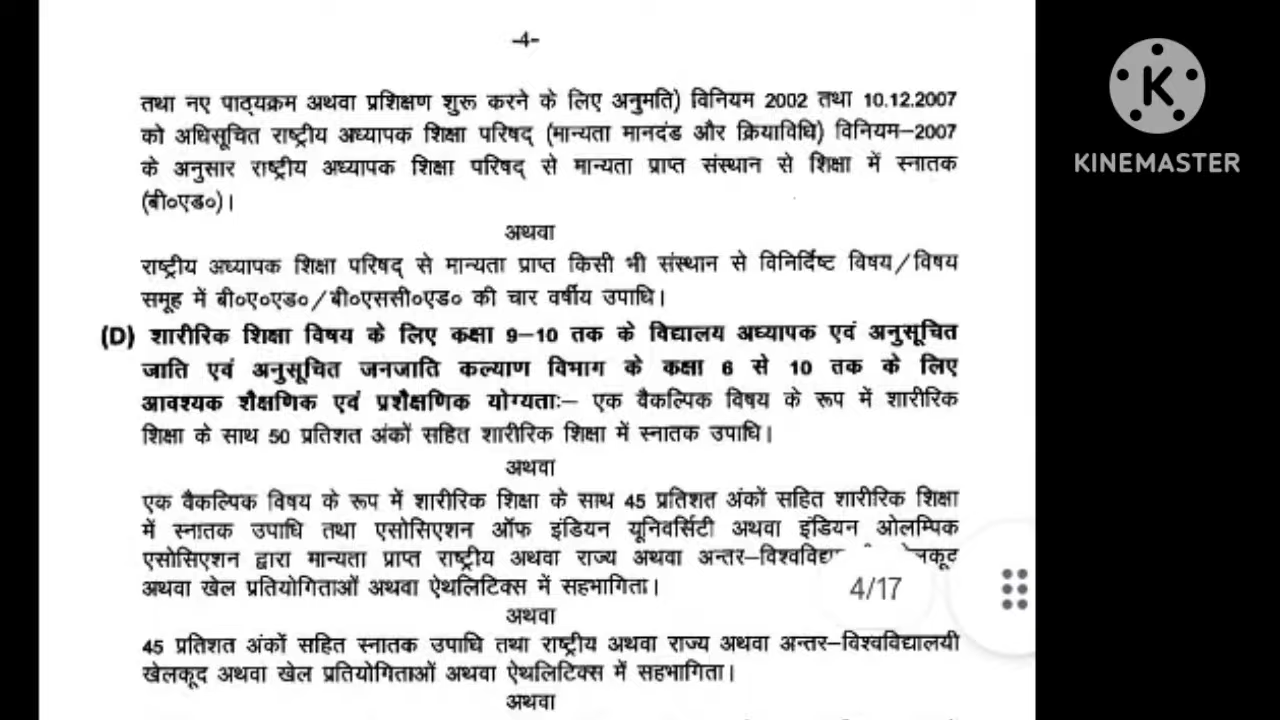 -4-
तथा नए पाठ्यक्रम अथवा प्रशिक्षण शुरू करने के लिए अनुमति) विनियम 2002 तथा 10.12.2007
को अधिसूचित राष्ट्रीय अध्यापक शिक्षा परिषद् (मान्यता मानदंड और क्रियाविधि) विनियम–2007
के अनुसार राष्ट्रीय अध्यापक शिक्षा परिषद् से मान्यता प्राप्त संस्थान से शिक्षा में स्नातक
(बी०एड०)।
अथवा
राष्ट्रीय अध्यापक शिक्षा परिषद् से मान्यता प्राप्त किसी भी संस्थान से विनिर्दिष्ट विषय/विषय
समूह में बी०ए०एड०/बी०एससी०एड० की चार वर्षीय उपाधि।
(D) शारीरिक शिक्षा विषय के लिए कक्षा 9–10 तक के विद्यालय अध्यापक एवं अनुसूचित
जाति एवं अनुसूचित जनजाति कल्याण विभाग के कक्षा 6 से 10 तक के लिए
आवश्यक शैक्षणिक एवं प्रशैक्षणिक योग्यताः– एक वैकल्पिक विषय के रूप में शारीरिक
शिक्षा के साथ 50 प्रतिशत अंकों सहित शारीरिक शिक्षा में स्नातक उपाधि।
अथवा
एक वैकल्पिक विषय के रूप में शारीरिक शिक्षा के साथ 45 प्रतिशत अंकों सहित शारीरिक शिक्षा
में स्नातक उपाधि तथा एसोसिएशन ऑफ इंडियन यूनिवर्सिटी अथवा इंडियन ओलम्पिक
एसोसिएशन द्वारा मान्यता प्राप्त राष्ट्रीय अथवा राज्य अथवा
अथवा खेल प्रतियोगिताओं अथवा ऐथलिटिक्स में सहभागिता।
4/17
अथवा
45 प्रतिशत अंकों सहित स्नातक उपाधि तथा राष्ट्रीय अथवा राज्य अथवा अन्तर–विश्वविद्यालयी
खेलकूद अथवा खेल प्रतियोगिताओं अथवा ऐथलिटिक्स में सहभागिता।
अथवा
KINEMASTER